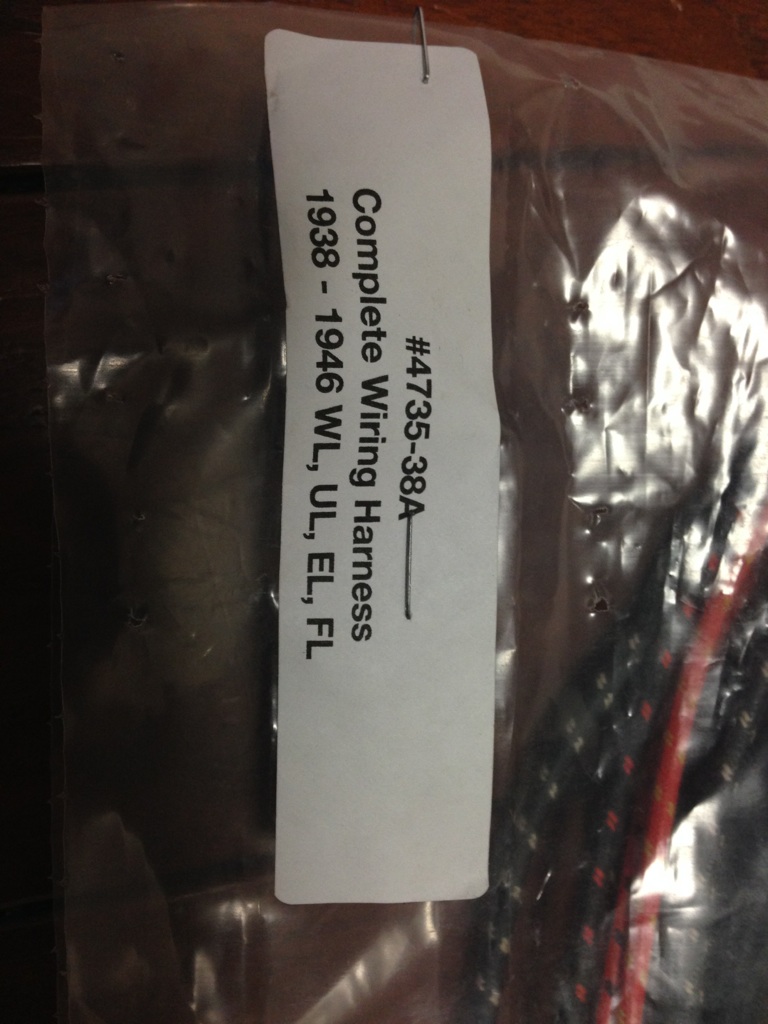 #4735-38A
Complete Wiring Harness
1938 - 1946 WL, UL, EL, FL